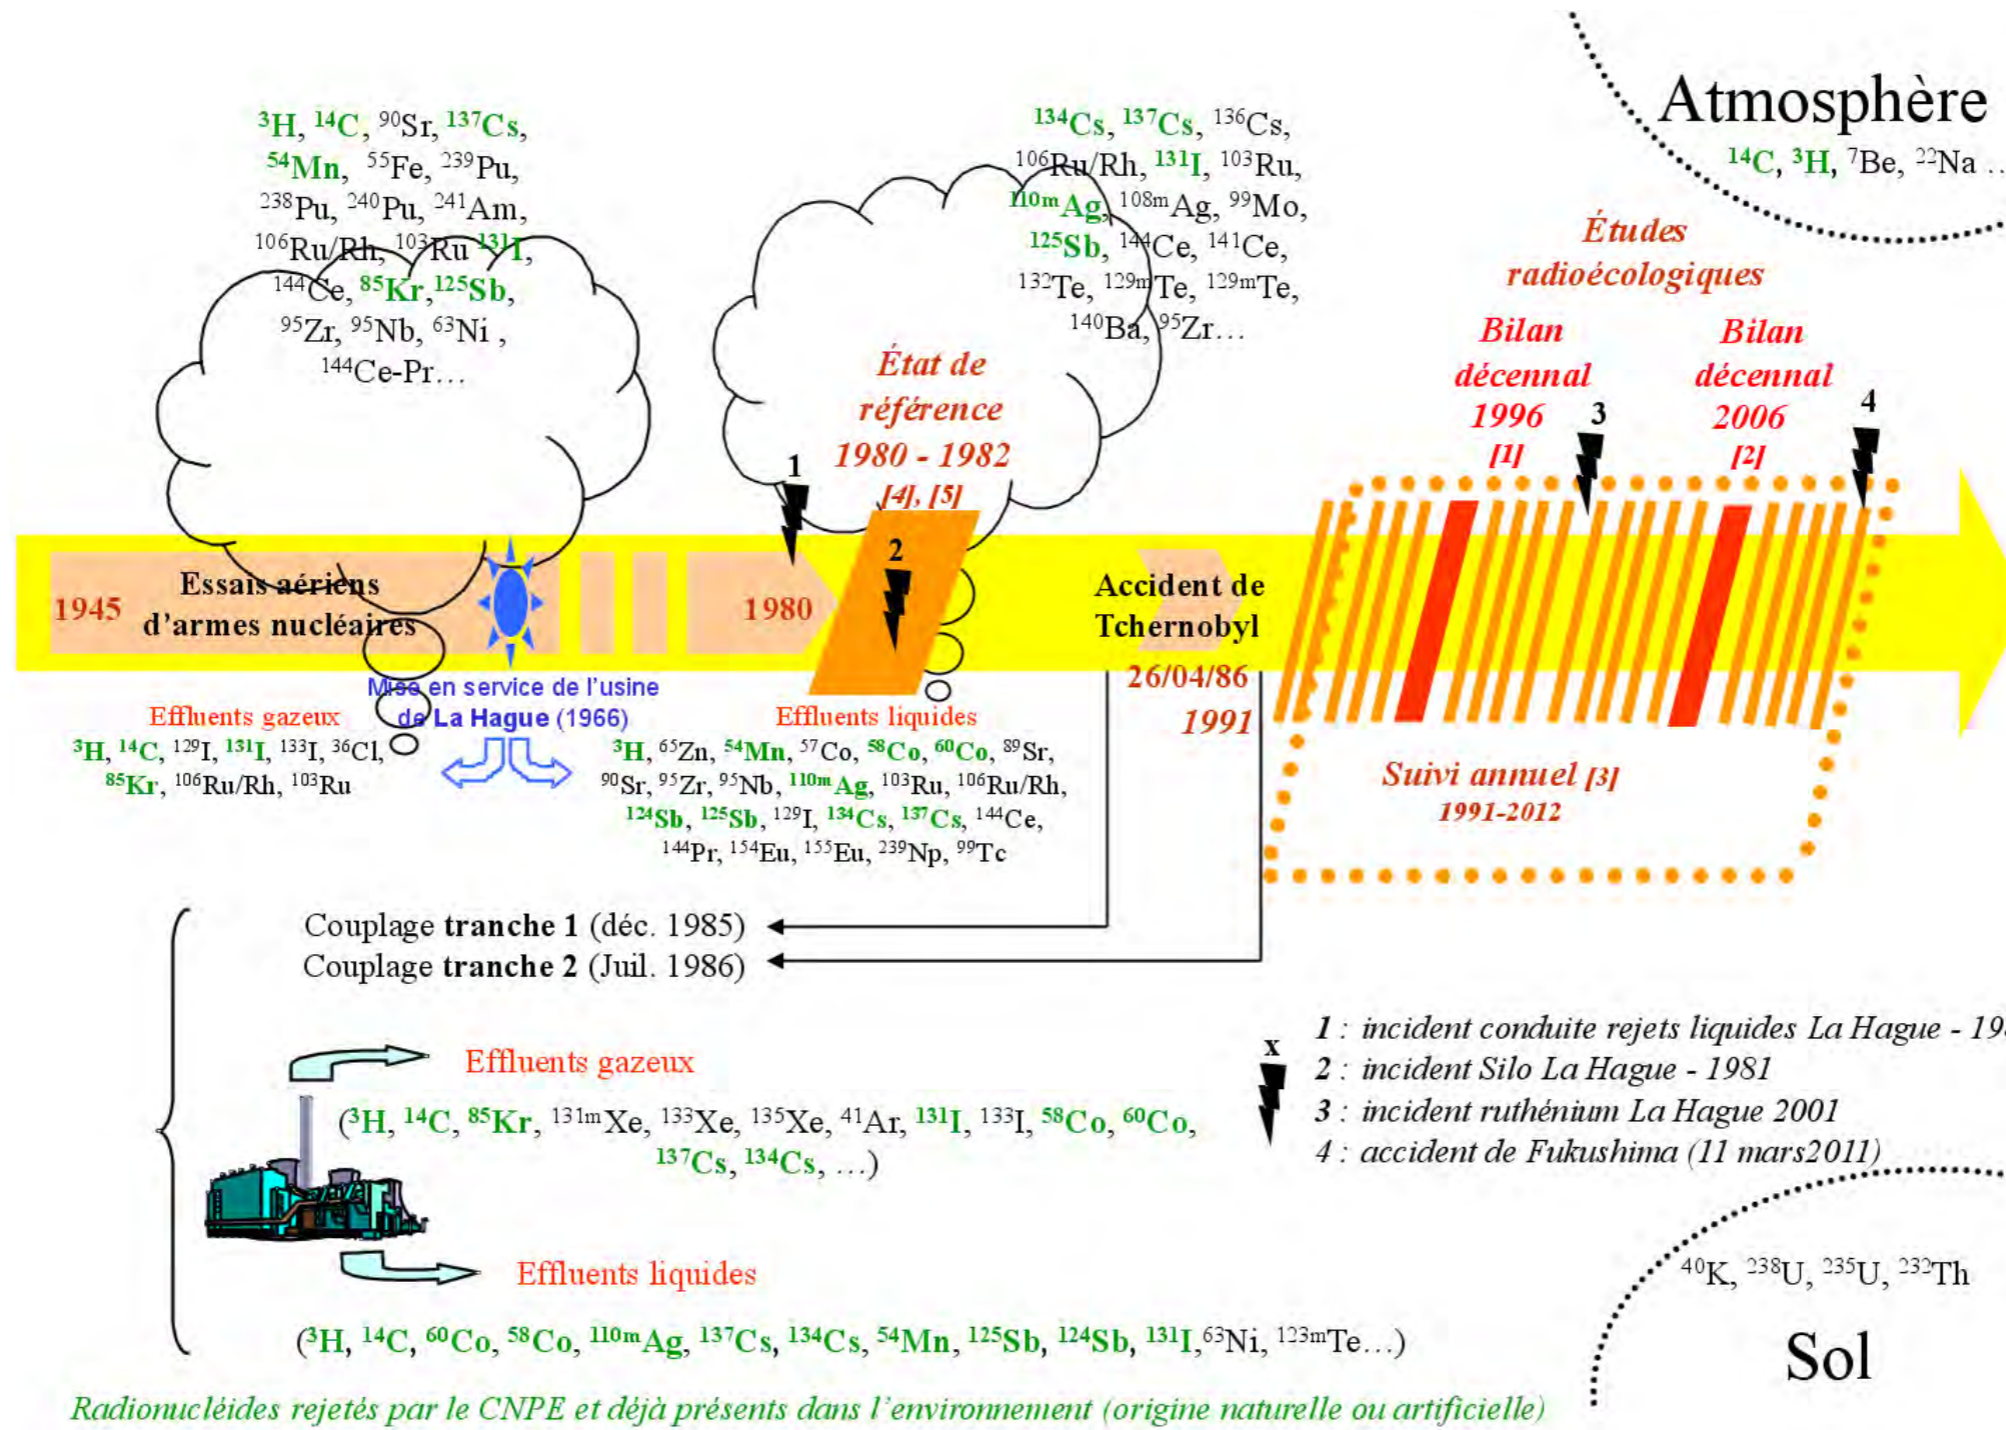 ³H, ¹⁴C, ⁹⁰Sr, ¹³⁷Cs,
⁵⁴Mn, ⁵⁵Fe, ²³⁹Pu,
²³⁸Pu, ²⁴⁰Pu, ²⁴¹Am,
¹⁰⁶Ru/Rh, ¹⁰³Ru ¹³¹I,
¹⁴⁴Ce, ⁸⁵Kr, ¹²⁵Sb,
⁹⁵Zr, ⁹⁵Nb, ⁶³Ni ,
¹⁴⁴Ce-Pr…
¹³⁴Cs, ¹³⁷Cs, ¹³⁶Cs,
¹⁰⁶Ru/Rh, ¹³¹I, ¹⁰³Ru,
¹¹⁰ᵐAg, ¹⁰⁸ᵐAg, ⁹⁹Mo,
¹²⁵Sb, ¹⁴⁴Ce, ¹⁴¹Ce,
¹³²Te, ¹²⁹ᵐTe, ¹²⁹ᵐTe,
¹⁴⁰Ba, ⁹⁵Zr…
Atmosphère
¹⁴C, ³H, ⁷Be, ²²Na …
Études
radioécologiques
Bilan
décennal
1996
[1]
3
Bilan
décennal
2006
[2]
4
État de
référence
1980 - 1982
[4], [5]
1
2
1945
Essais aériens
d'armes nucléaires
1980
Accident de
Tchernobyl
26/04/86
1991
Mise en service de l'usine
de La Hague (1966)
Effluents gazeux
³H, ¹⁴C, ¹²⁹I, ¹³¹I, ¹³³I, ³⁶Cl,
⁸⁵Kr, ¹⁰⁶Ru/Rh, ¹⁰³Ru
Effluents liquides
³H, ⁶⁵Zn, ⁵⁴Mn, ⁵⁷Co, ⁵⁸Co, ⁶⁰Co, ⁸⁹Sr,
⁹⁰Sr, ⁹⁵Zr, ⁹⁵Nb, ¹¹⁰ᵐAg, ¹⁰³Ru, ¹⁰⁶Ru/Rh,
¹²⁴Sb, ¹²⁵Sb, ¹²⁹I, ¹³⁴Cs, ¹³⁷Cs, ¹⁴⁴Ce,
¹⁴⁴Pr, ¹⁵⁴Eu, ¹⁵⁵Eu, ²³⁹Np, ⁹⁹Tc
Suivi annuel [3]
1991-2012
Couplage tranche 1 (déc. 1985)
Couplage tranche 2 (Juil. 1986)
Effluents gazeux
(³H, ¹⁴C, ⁸⁵Kr, ¹³¹ᵐXe, ¹³³Xe, ¹³⁵Xe, ⁴¹Ar, ¹³¹I, ¹³³I, ⁵⁸Co, ⁶⁰Co,
¹³⁷Cs, ¹³⁴Cs, …)
Effluents liquides
(³H, ¹⁴C, ⁶⁰Co, ⁵⁸Co, ¹¹⁰ᵐAg, ¹³⁷Cs, ¹³⁴Cs, ⁵⁴Mn, ¹²⁵Sb, ¹²⁴Sb, ¹³¹I,⁶³Ni, ¹²³ᵐTe…)
x
1 : incident conduite rejets liquides La Hague -
2 : incident Silo La Hague - 1981
3 : incident ruthénium La Hague 2001
4 : accident de Fukushima (11 mars2011)
⁴⁰K, ²³⁸U, ²³⁵U, ²³²Th
Sol
Radionucléides rejetés par le CNPE et déjà présents dans l'environnement (origine naturelle ou artificielle)